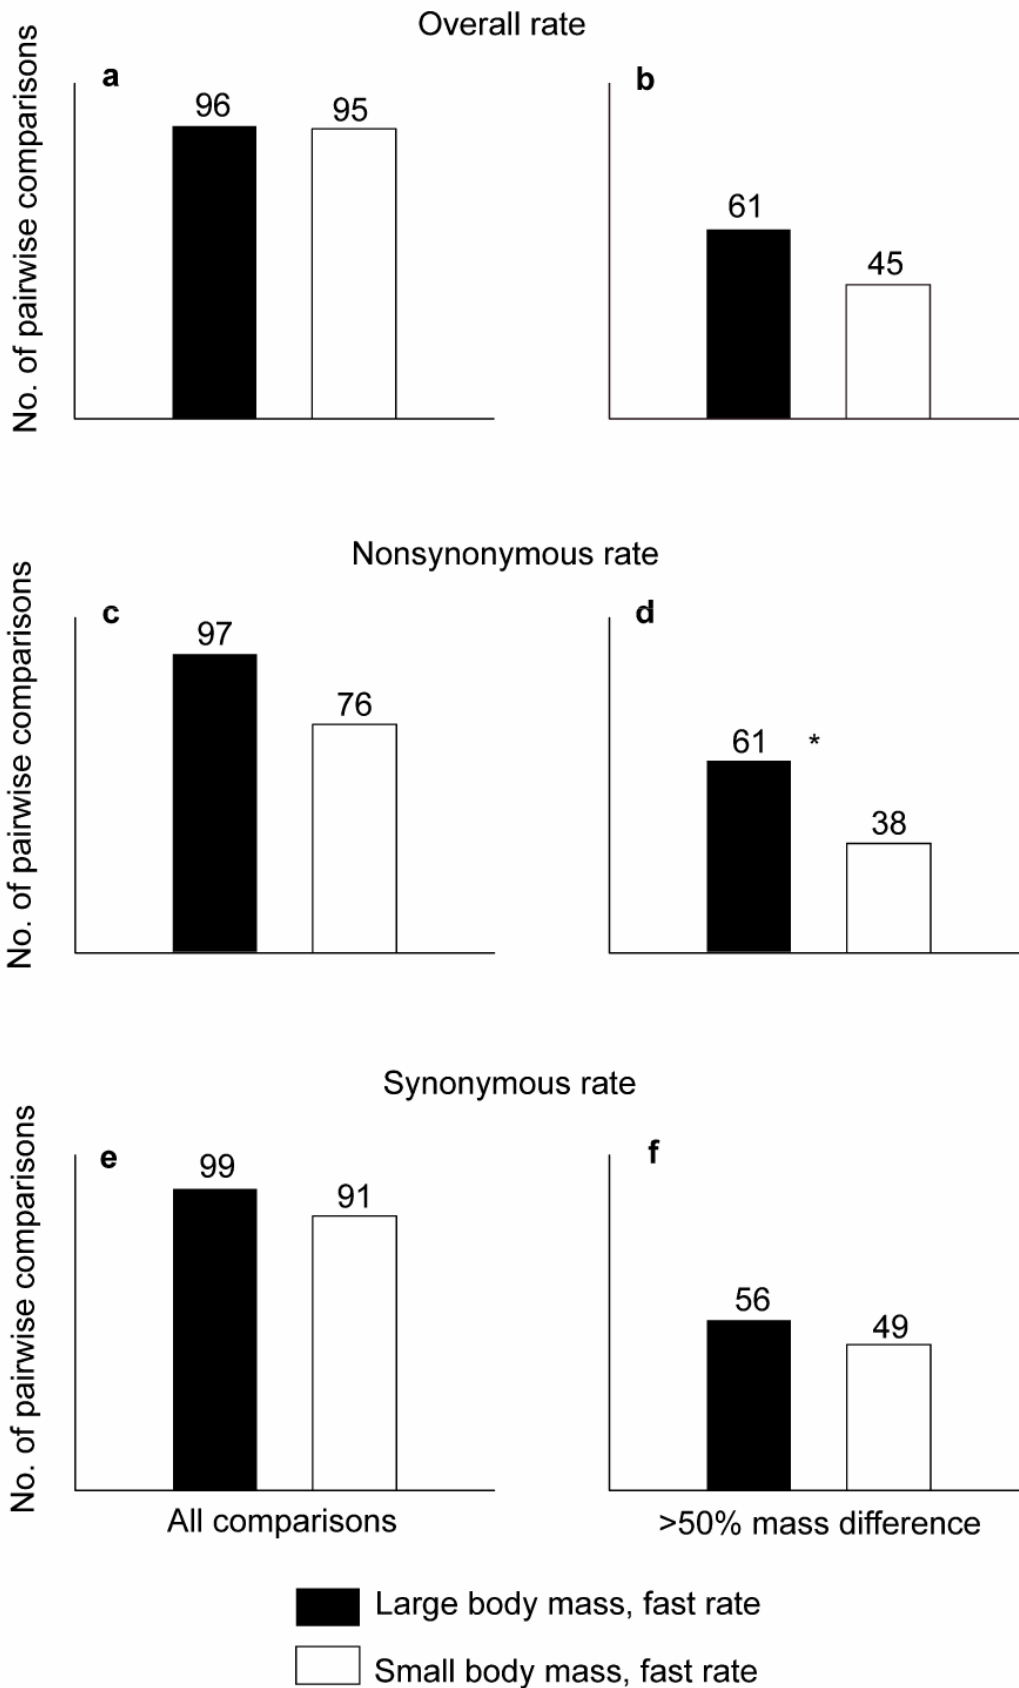 Overall rate
No. of pairwise comparisons
a
96
95
b
61
45
Nonsynonymous rate
No. of pairwise comparisons
c
97
76
d
61
*
38
Synonymous rate
No. of pairwise comparisons
e
99
91
f
56
49
All comparisons
>50% mass difference
Large body mass, fast rate
Small body mass, fast rate